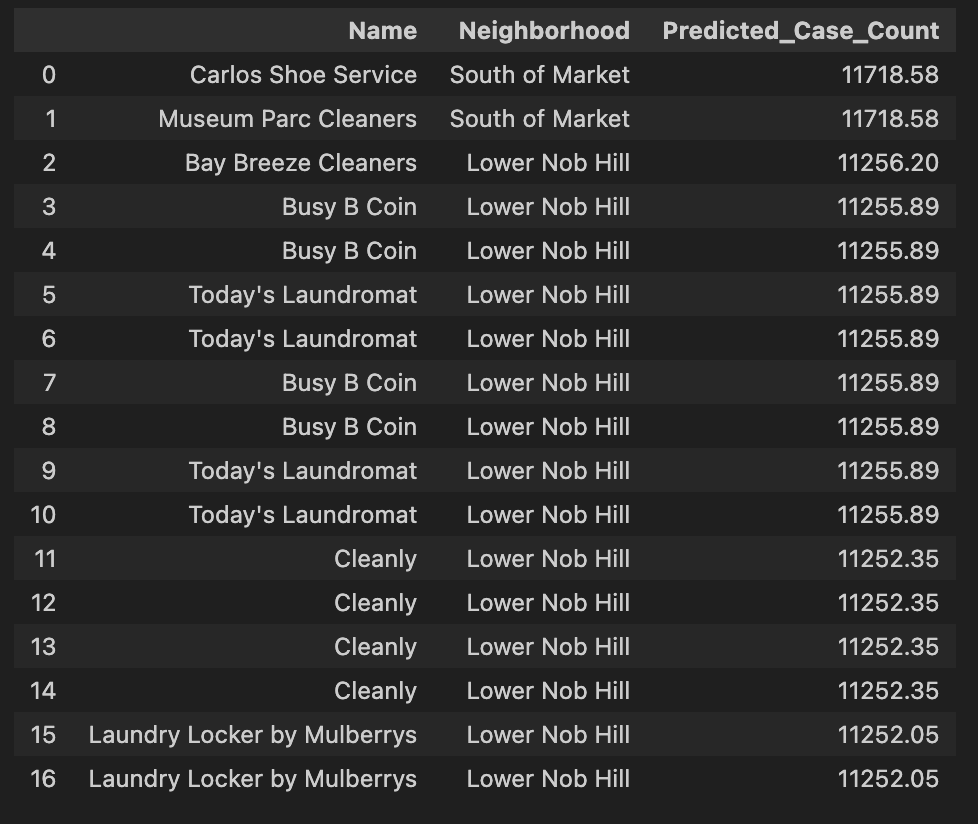 Name Neighborhood Predicted_Case_Count
0 Carlos Shoe Service South of Market 11718.58
1 Museum Parc Cleaners South of Market 11718.58
2 Bay Breeze Cleaners Lower Nob Hill 11256.20
3 Busy B Coin Lower Nob Hill 11255.89
4 Busy B Coin Lower Nob Hill 11255.89
5 Today's Laundromat Lower Nob Hill 11255.89
6 Today's Laundromat Lower Nob Hill 11255.89
7 Busy B Coin Lower Nob Hill 11255.89
8 Busy B Coin Lower Nob Hill 11255.89
9 Today's Laundromat Lower Nob Hill 11255.89
10 Today's Laundromat Lower Nob Hill 11255.89
11 Cleanly Lower Nob Hill 11252.35
12 Cleanly Lower Nob Hill 11252.35
13 Cleanly Lower Nob Hill 11252.35
14 Cleanly Lower Nob Hill 11252.35
15 Laundry Locker by Mulberrys Lower Nob Hill 11252.05
16 Laundry Locker by Mulberrys Lower Nob Hill 11252.05